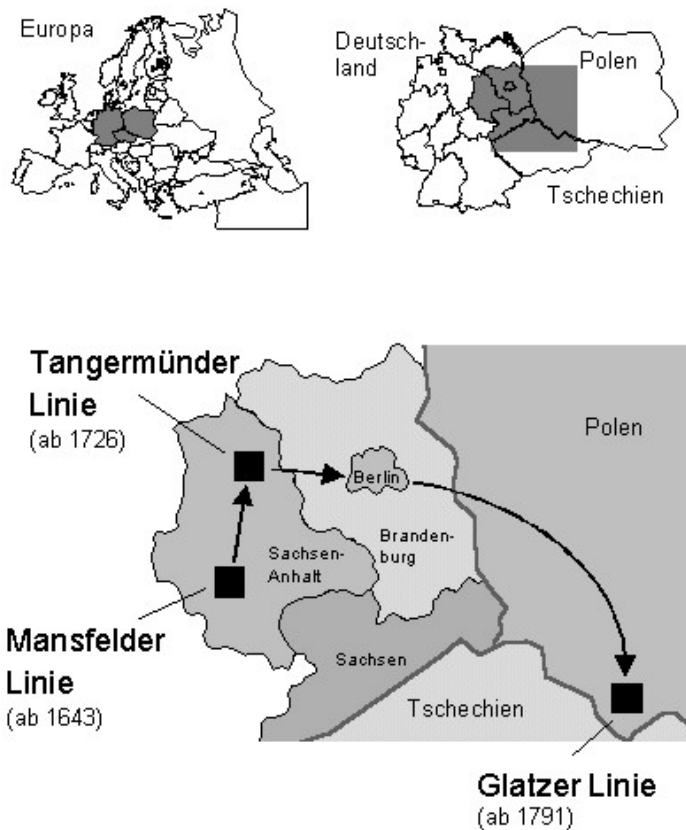 Europa
Deutsch-
land
Polen
Tschechien
Tangermünder
Linie
(ab 1726)
Polen
Berlin
Branden-
burg
Sachsen-
Anhalt
Mansfelder
Linie
(ab 1643)
Sachsen
Tschechien
Glatzer Linie
(ab 1791)